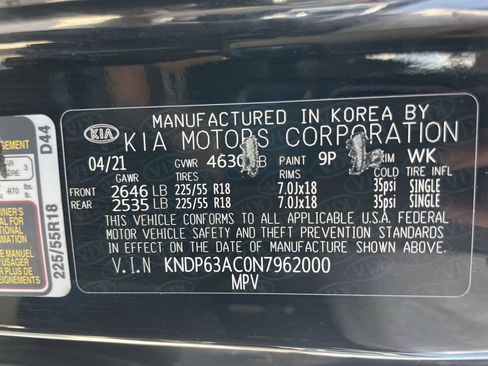 MANUFACTURED IN KOREA BY
KIA KIA MOTORS CORPORATION
04/21 GVWR PAINT 9P WK
GAWR TIRES RIMS COLD TIRE INFL
FRONT 2646 LB 225/55 R18 7.0Jx18 35psi SINGLE
REAR 2535 LB 225/55 R18 7.0Jx18 35psi SINGLE
THIS VEHICLE CONFORMS TO ALL APPLICABLE U.S.A. FEDERAL
MOTOR VEHICLE SAFETY AND THEFT PREVENTION STANDARDS
IN EFFECT ON THE DATE OF MANUFACTURE SHOWN ABOVE.
V.I.N KNDP63AC0N7962000
MPV
D44
225/55R18